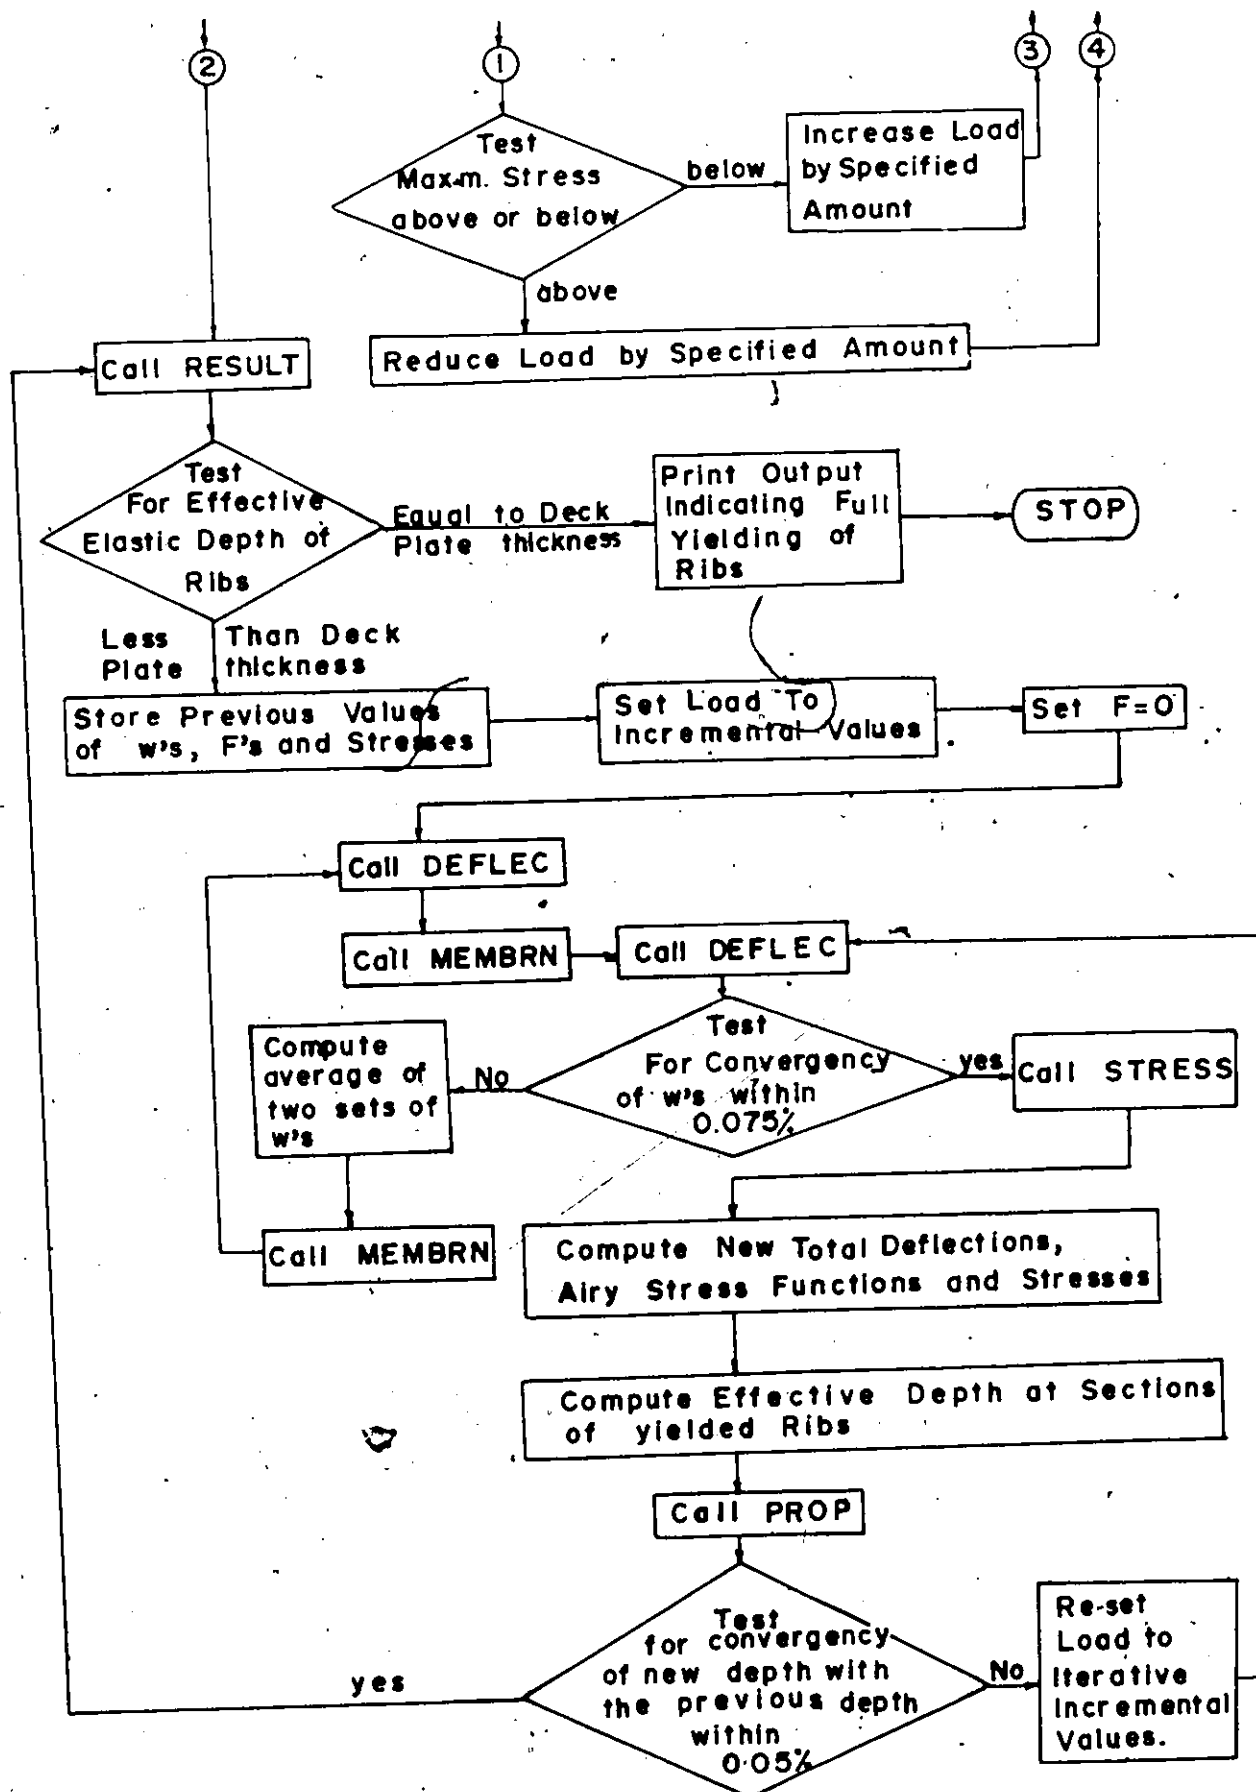 2
1
3
4
Test
Max-m. Stress
above or below
below
Increase Load
by Specified
Amount
above
Call RESULT
Reduce Load by Specified Amount
Test
For Effective
Elastic Depth of
Ribs
Equal to Deck
Plate thickness
Print Output
Indicating Full
Yielding of
Ribs
STOP
Less Than Deck
Plate thickness
Store Previous Values
of w's, F's and Stresses
Set Load To
Incremental Values
Set F=0
Call DEFLEC
Call MEMBRN
Call DEFLEC
Test
For Convergency
of w's within
0.075%
No
yes
Compute
average of
two sets of
w's
Call STRESS
Call MEMBRN
Compute New Total Deflections,
Airy Stress Functions and Stresses
Compute Effective Depth at Sections
of yielded Ribs
Call PROP
Test
for convergency
of new depth with
the previous depth
within
0.05%
yes
No
Re-set
Load to
Iterative
Incremental
Values.